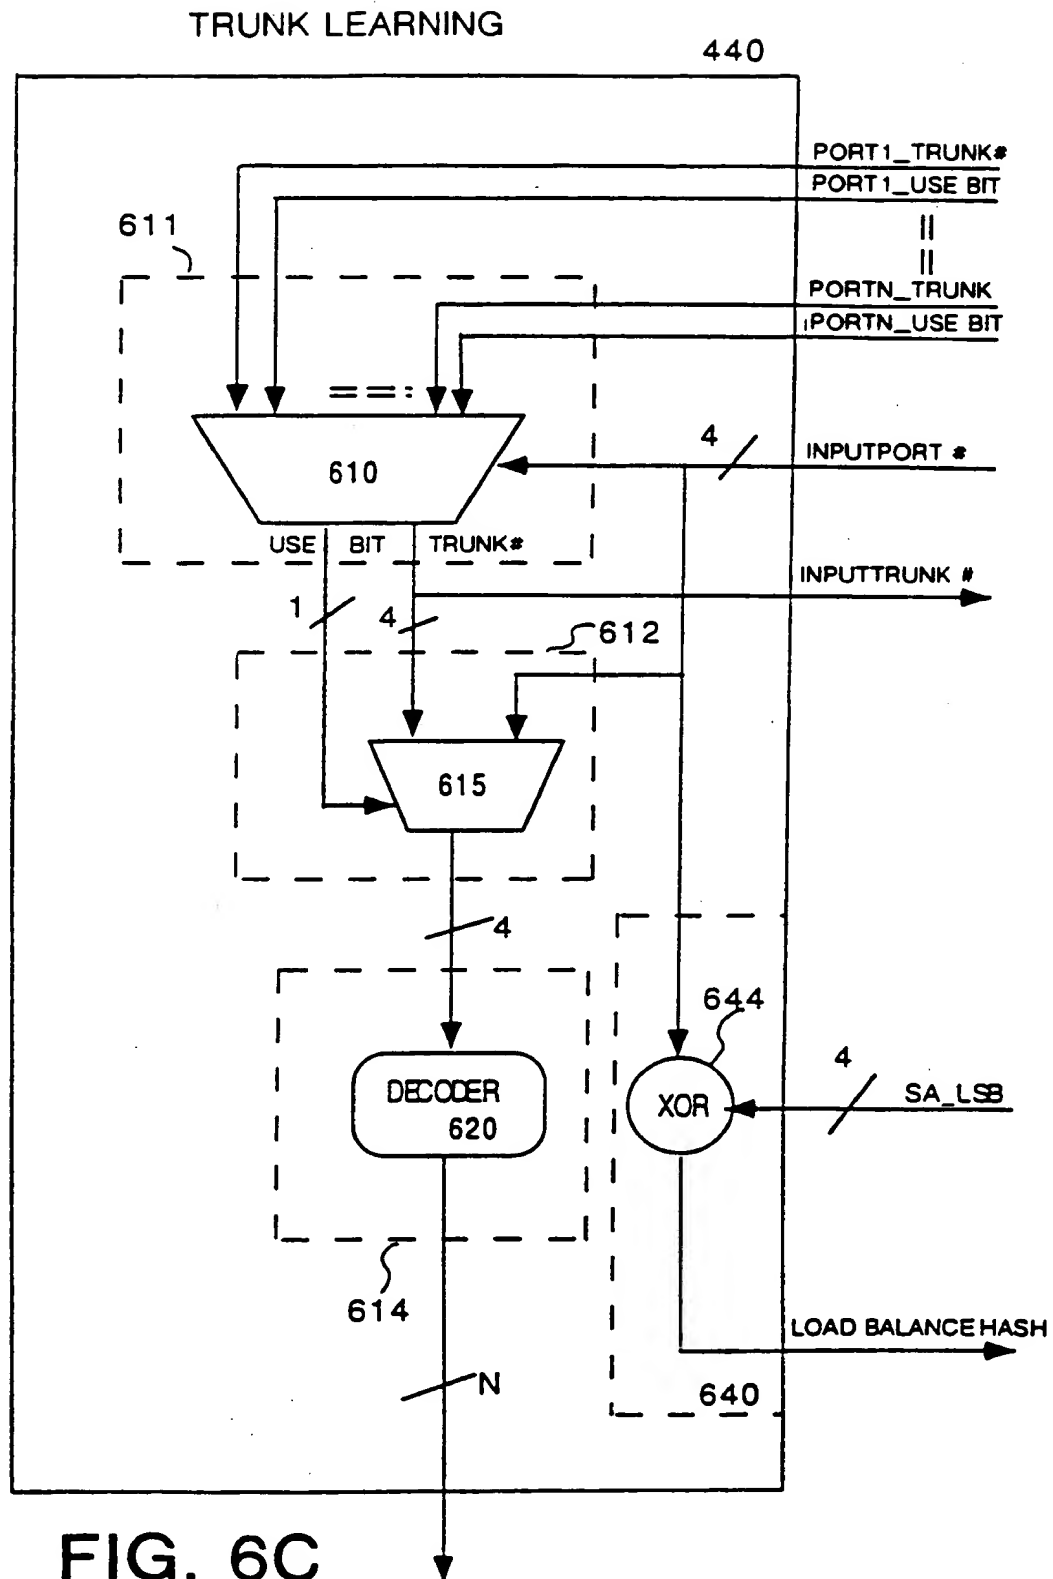 TRUNK LEARNING
440
PORT1_TRUNK#
PORT1_USE BIT
611
PORTN_TRUNK
PORTN_USE BIT
610
4
INPUTPORT #
USE BIT TRUNK#
INPUTTRUNK #
1
4
612
615
4
644
DECODER
620
XOR
4
SA_LSB
614
LOAD BALANCE HASH
N
640
FIG. 6C